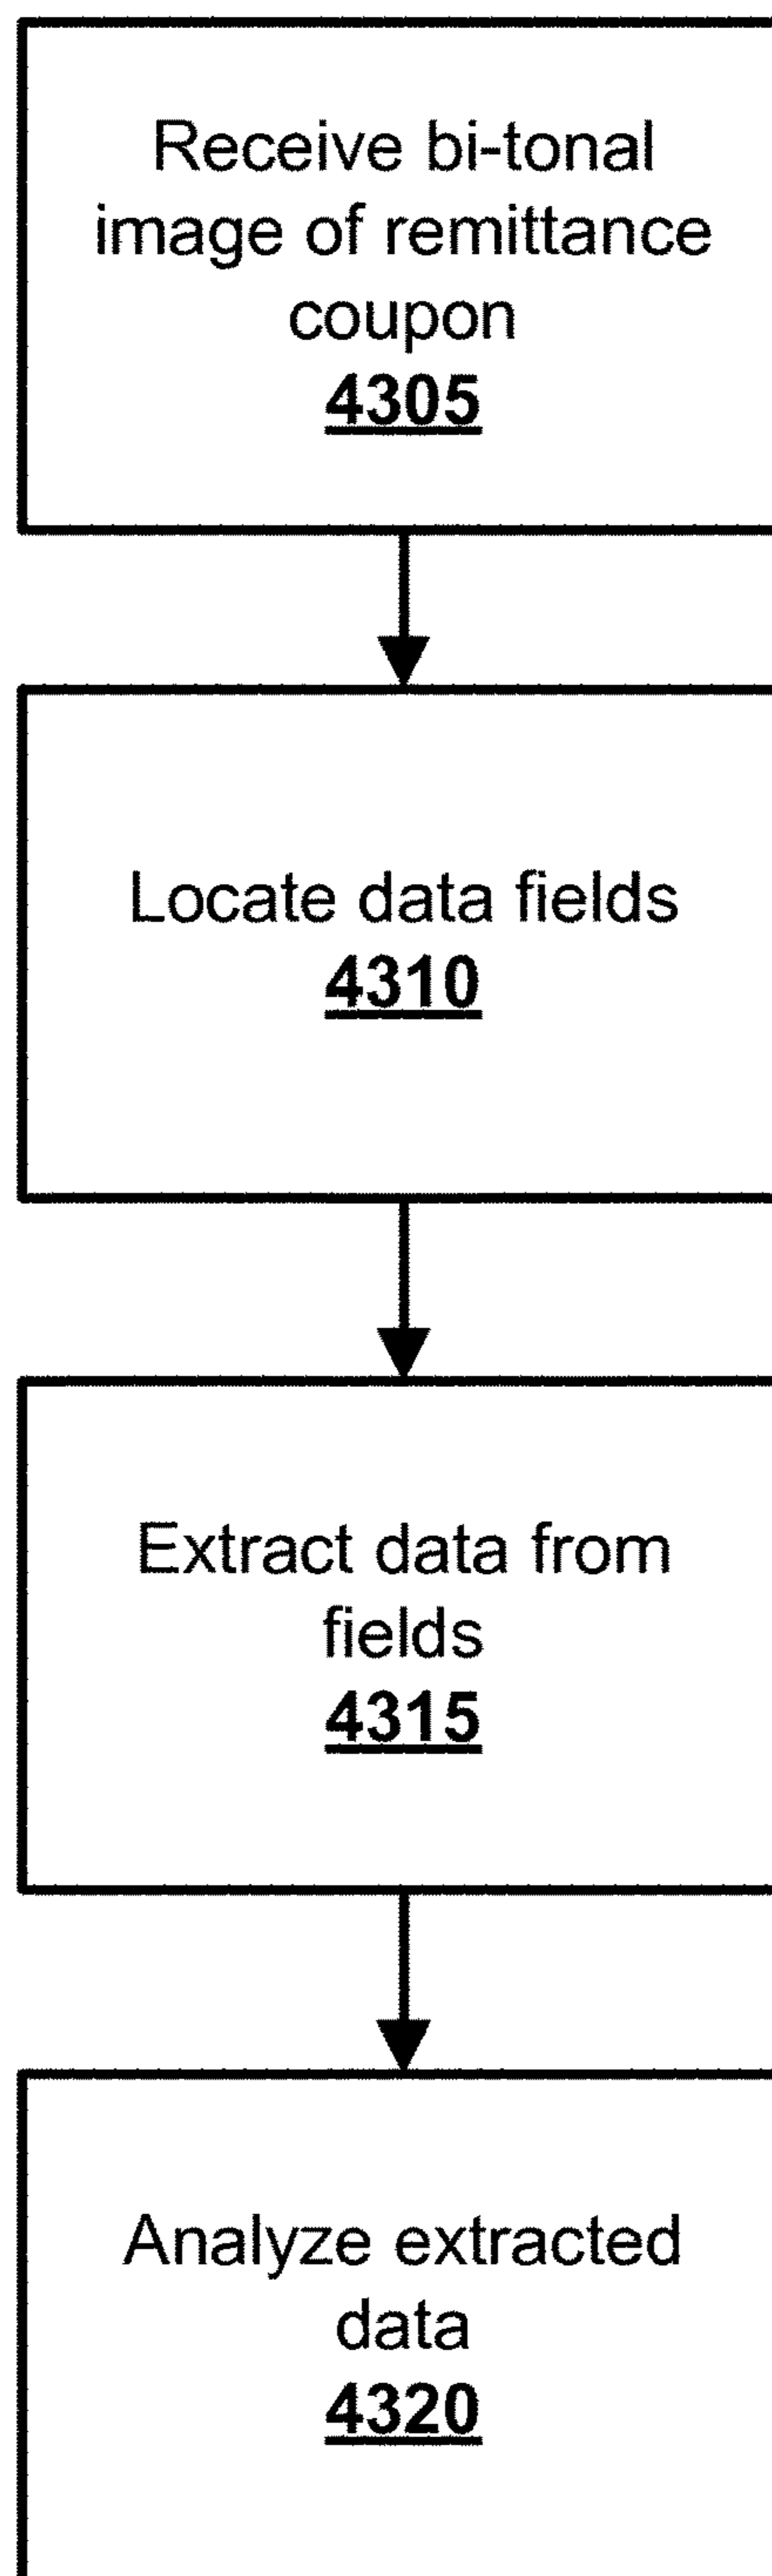 Receive bi-tonal
image of remittance
coupon
4305
Locate data fields
4310
Extract data from
fields
4315
Analyze extracted
data
4320